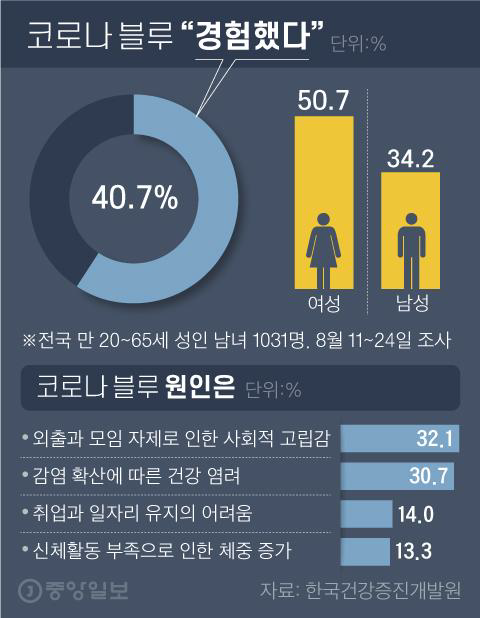 코로나 블루 “경험했다” 단위:%
40.7%
50.7
34.2
여성
남성
※전국 만 20~65세 성인 남녀 1031명. 8월 11~24일 조사
코로나 블루 원인은 단위:%
• 외출과 모임 자제로 인한 사회적 고립감 32.1
• 감염 확산에 따른 건강 염려 30.7
• 취업과 일자리 유지의 어려움 14.0
• 신체활동 부족으로 인한 체중 증가 13.3
중앙일보 자료: 한국건강증진개발원